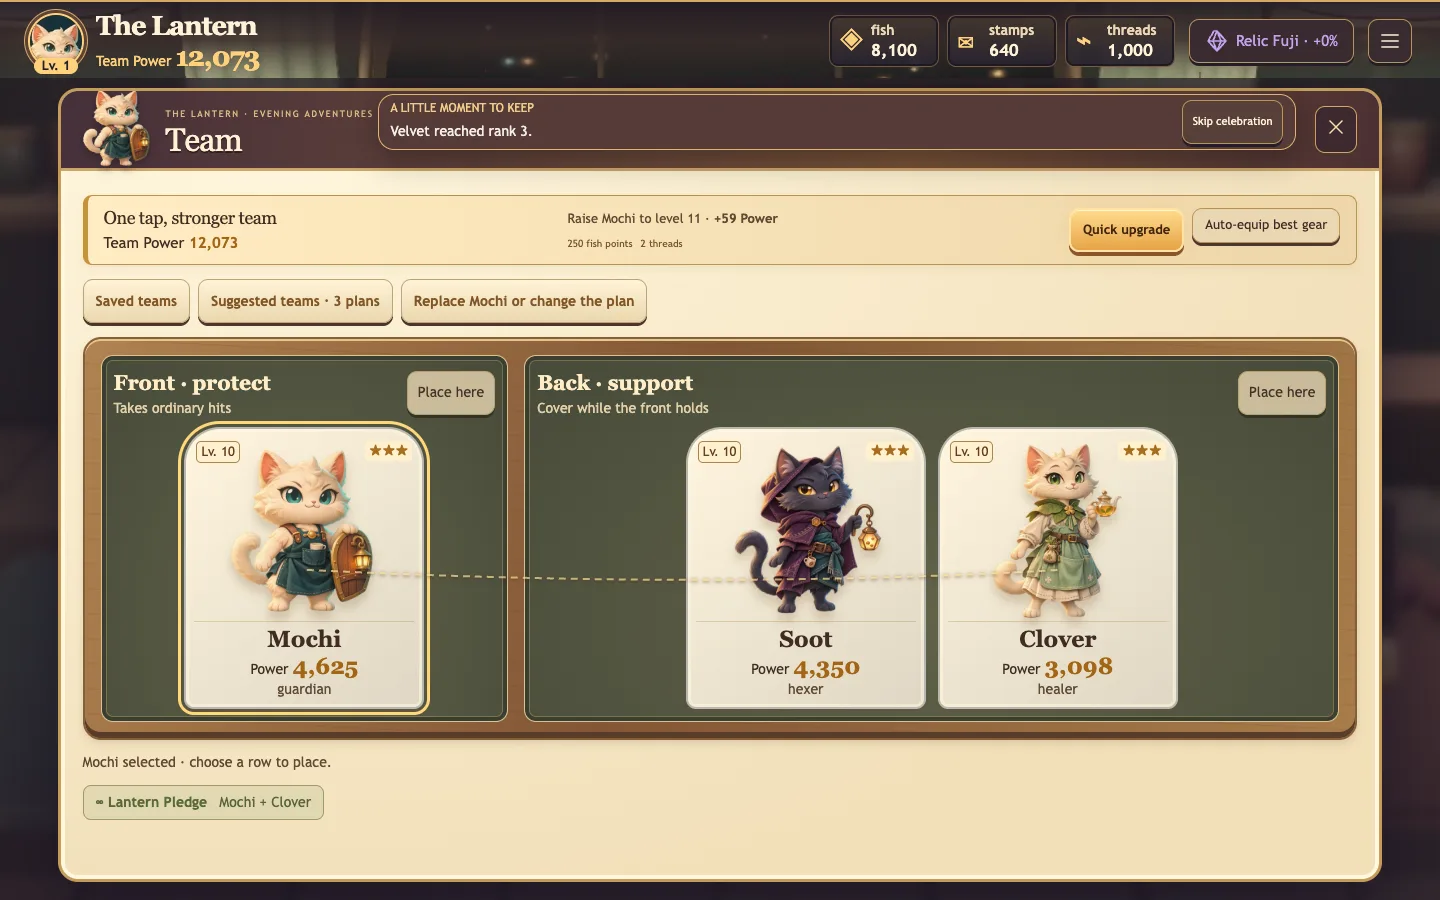 The Lantern
Lv. 1
Team Power 12,073
fish
8,100
stamps
640
threads
1,000
Relic Fuji · +0%
THE LANTERN · EVENING ADVENTURES
Team
A LITTLE MOMENT TO KEEP
Velvet reached rank 3.
Skip celebration
One tap, stronger team
Team Power 12,073
Raise Mochi to level 11 · +59 Power
250 fish points 2 threads
Quick upgrade
Auto-equip best gear
Saved teams
Suggested teams · 3 plans
Replace Mochi or change the plan
Front · protect
Takes ordinary hits
Place here
Lv. 10
Mochi
Power 4,625
guardian
Back · support
Cover while the front holds
Place here
Lv. 10
Soot
Power 4,350
hexer
Lv. 10
Clover
Power 3,098
healer
Mochi selected · choose a row to place.
Lantern Pledge Mochi + Clover